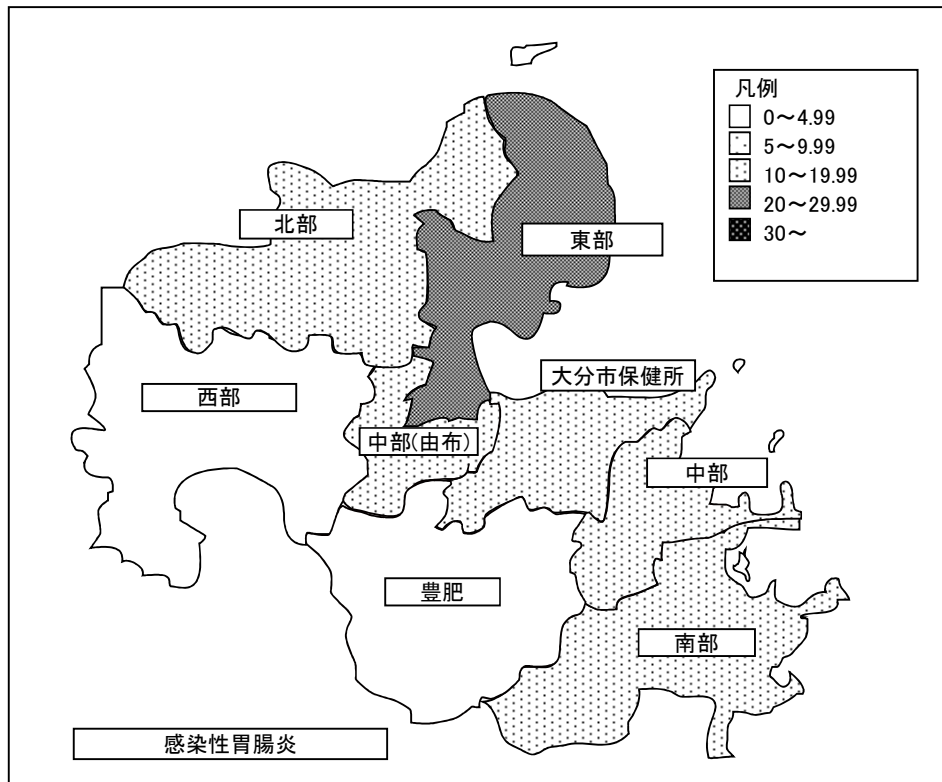 凡例
0～4.99
5～9.99
10～19.99
20～29.99
30～
北部
東部
大分市保健所
西部
中部(由布)
中部
豊肥
南部
感染性胃腸炎